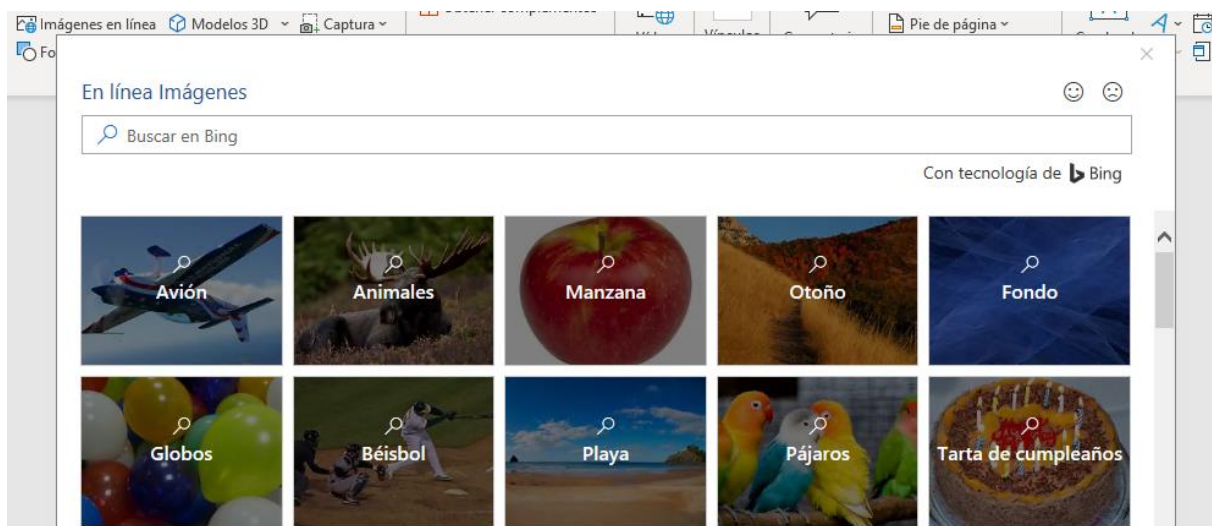 Imágenes en línea Modelos 3D Captura Pie de página
Fo
En línea Imágenes
Buscar en Bing
Con tecnología de Bing
Avión Animales Manzana Otoño Fondo
Globos Béisbol Playa Pájaros Tarta de cumpleaños